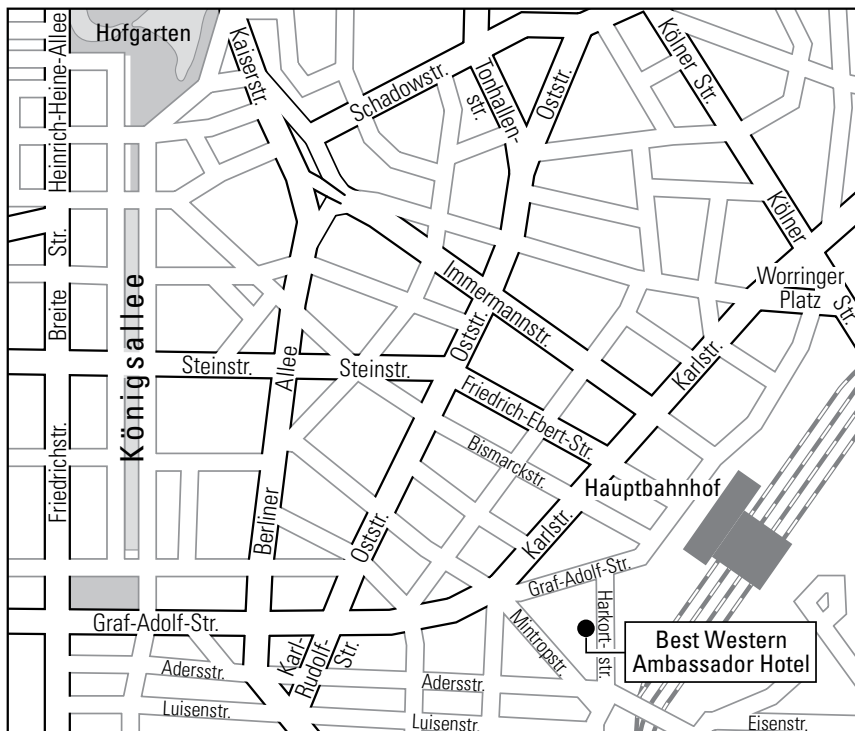 Hofgarten
Heinrich-Heine-Allee
Kaiserstr.
Schadowstr.
Tonhallen-
str.
Oststr.
Kölner Str.
Kölner
Str.
Worringer
Platz
Breite
Str.
Königsallee
Immermannstr.
Oststr.
Steinstr.
Allee
Steinstr.
Karlstr.
Friedrich-Ebert-Str.
Bismarckstr.
Hauptbahnhof
Friedrichstr.
Berliner
Oststr.
Karlstr.
Graf-Adolf-Str.
Graf-Adolf-Str.
Harkort-
str.
Mintropstr.
Karl-
Rudolf-
Str.
Best Western
Ambassador Hotel
Adersstr.
Adersstr.
Luisenstr.
Luisenstr.
Eisenstr.